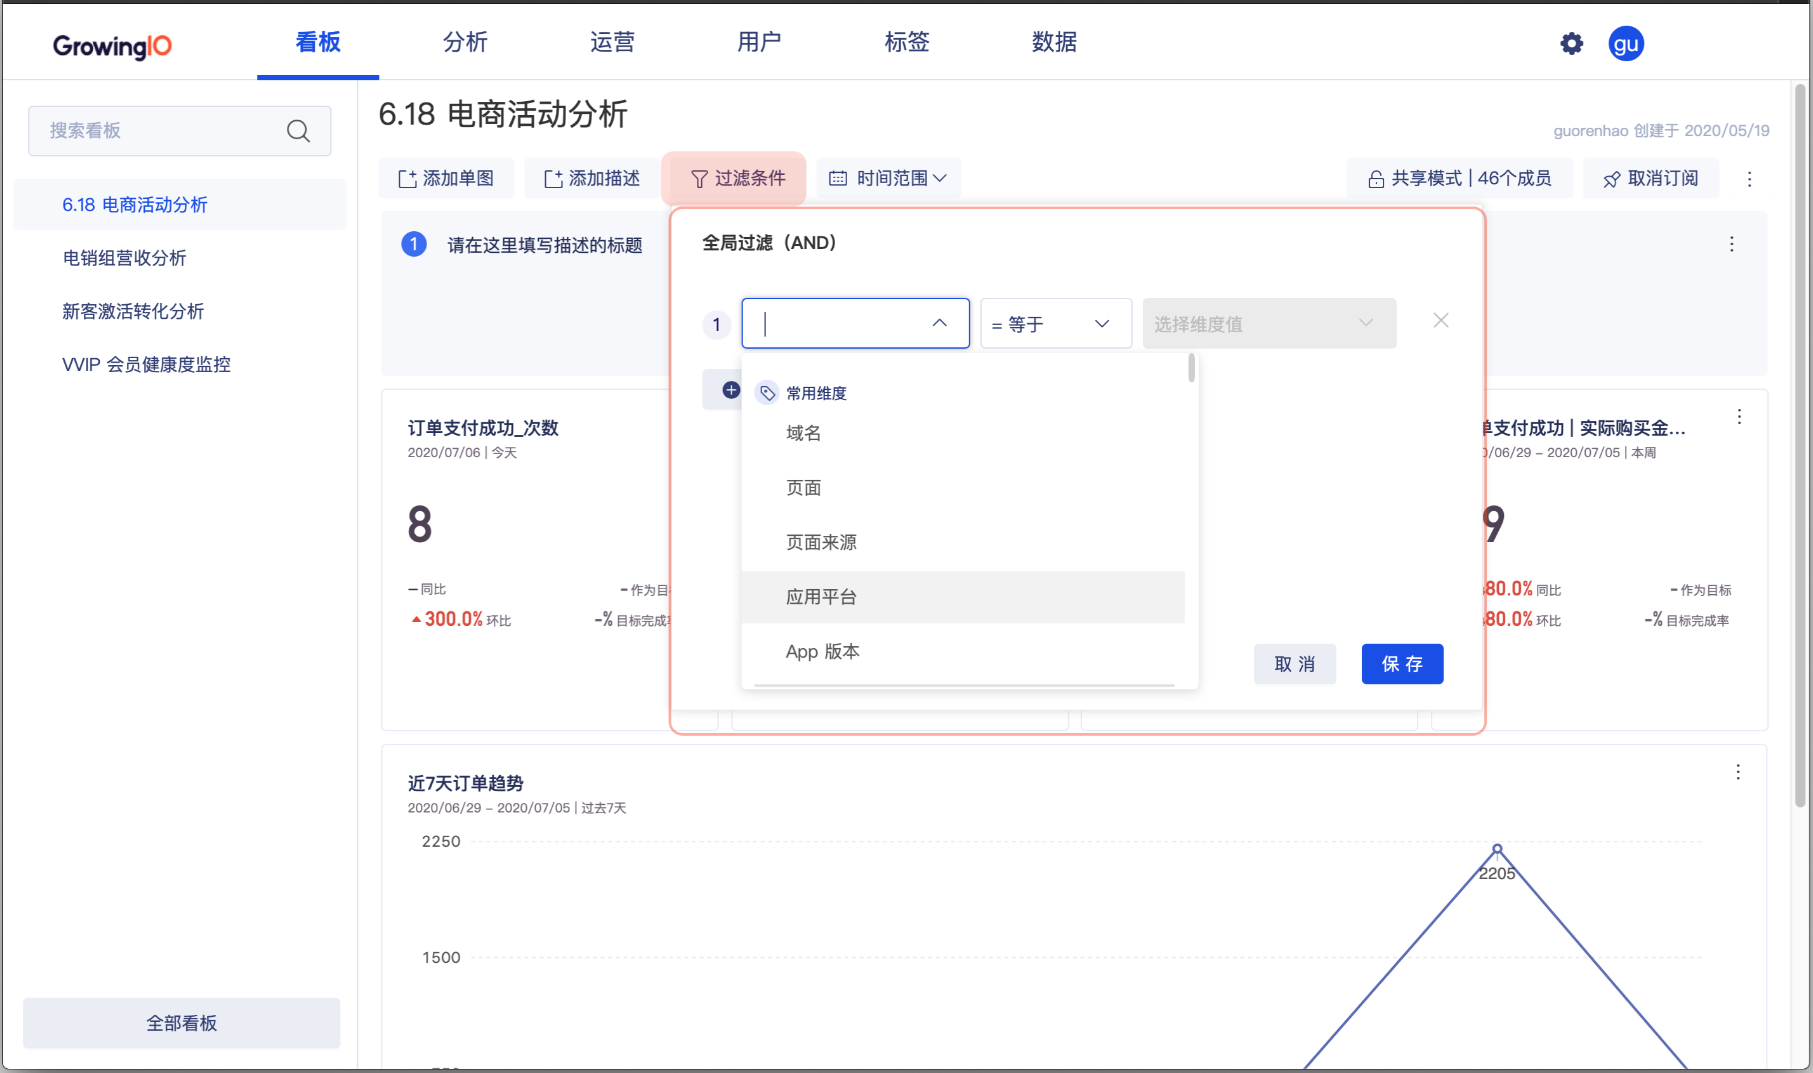 GrowingIO
看板
分析
运营
用户
标签
数据
gu
搜索看板
6.18 电商活动分析
电销组营收分析
新客激活转化分析
VVIP 会员健康度监控
全部看板
6.18 电商活动分析
guorenhao 创建于 2020/05/19
添加单图
添加描述
过滤条件
时间范围
共享模式 | 46个成员
取消订阅
1 请在这里填写描述的标题
全局过滤（AND）
1
= 等于
选择维度值
常用维度
域名
页面
页面来源
应用平台
App 版本
取 消
保 存
订单支付成功_次数
2020/07/06 | 今天
8
– 同比
– 作为目
300.0% 环比
-% 目标完成
单支付成功 | 实际购买金...
/06/29 – 2020/07/05 | 本周
9
80.0% 同比
– 作为目标
80.0% 环比
-% 目标完成率
近7天订单趋势
2020/06/29 – 2020/07/05 | 过去7天
2250
2205
1500